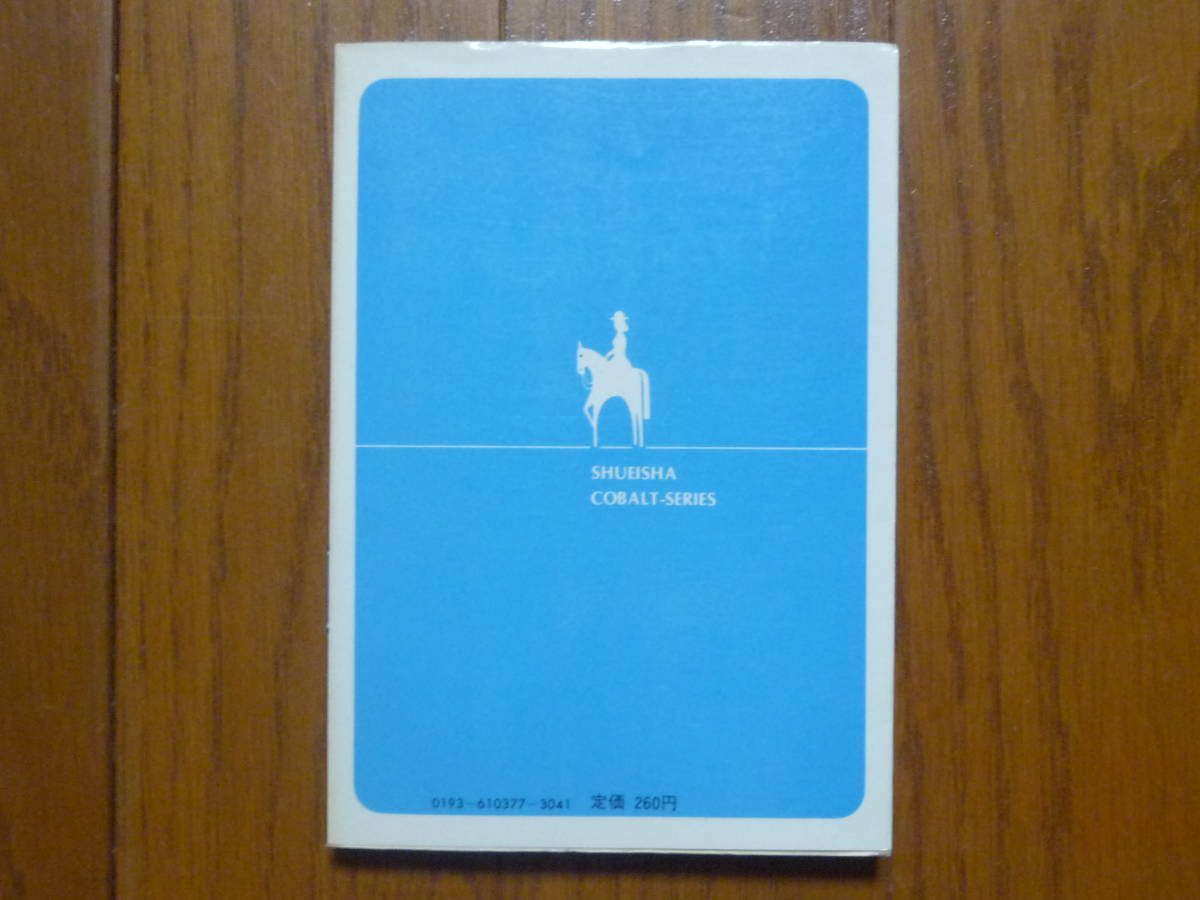 SHUEISHA
COBALT-SERIES
0193-610377-3041 定価 260円